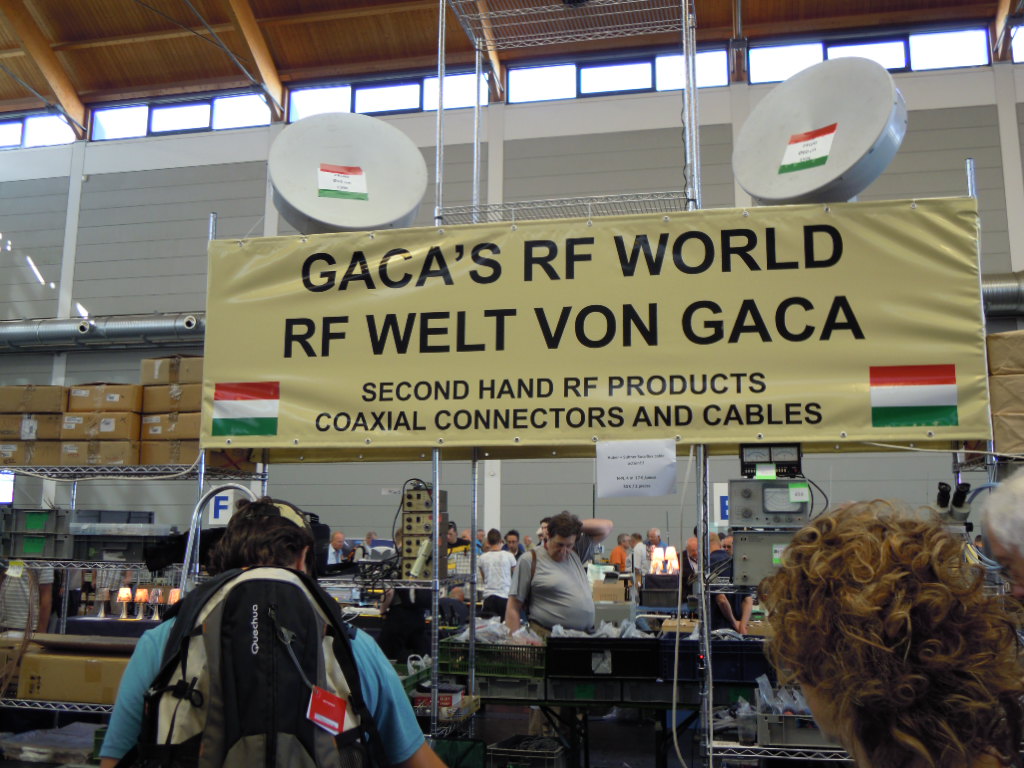 GACA'S RF WORLD
RF WELT VON GACA
SECOND HAND RF PRODUCTS
COAXIAL CONNECTORS AND CABLES
F
Quechua